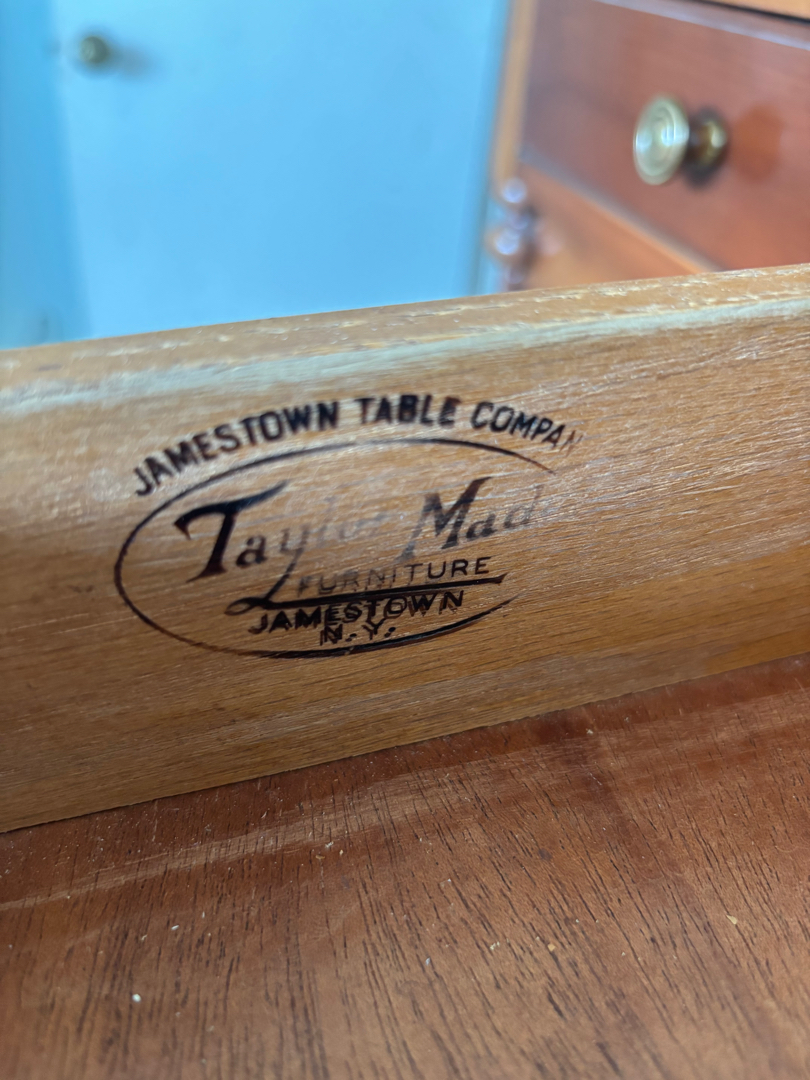 JAMESTOWN TABLE COMPAN
Taylor Made
FURNITURE
JAMESTOWN
N.Y.